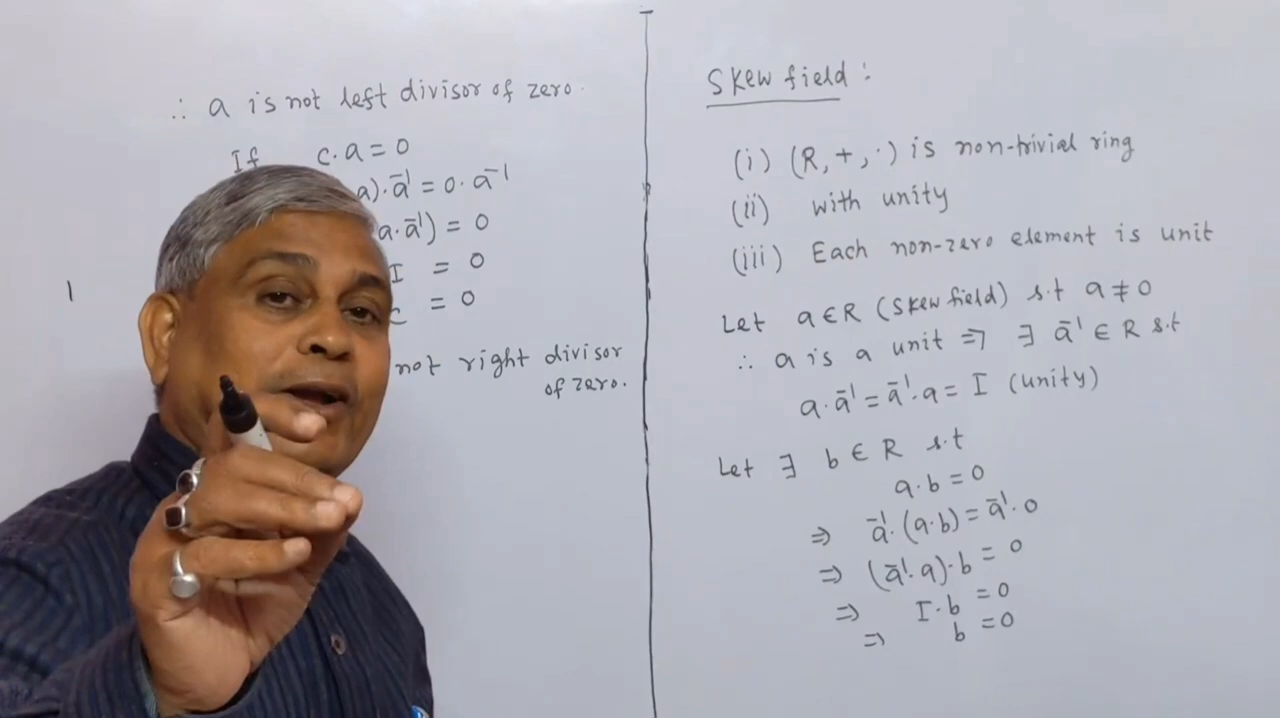 ∴ a is not left divisor of zero.
If c·a = 0
a)·a⁻¹ = 0·a⁻¹
a·a⁻¹) = 0
I = 0
c = 0
not right divisor
of zero.
Skew field :
(i) (R, +, ·) is non-trivial ring
(ii) with unity
(iii) Each non-zero element is unit
Let a ∈ R (Skew field) s.t a ≠ 0
∴ a is a unit ⇒ ∃ a⁻¹ ∈ R s.t
a·a⁻¹ = a⁻¹·a = I (unity)
Let ∃ b ∈ R s.t
a·b = 0
⇒ a⁻¹·(a·b) = a⁻¹·0
⇒ (a⁻¹·a)·b = 0
⇒ I·b = 0
⇒ b = 0